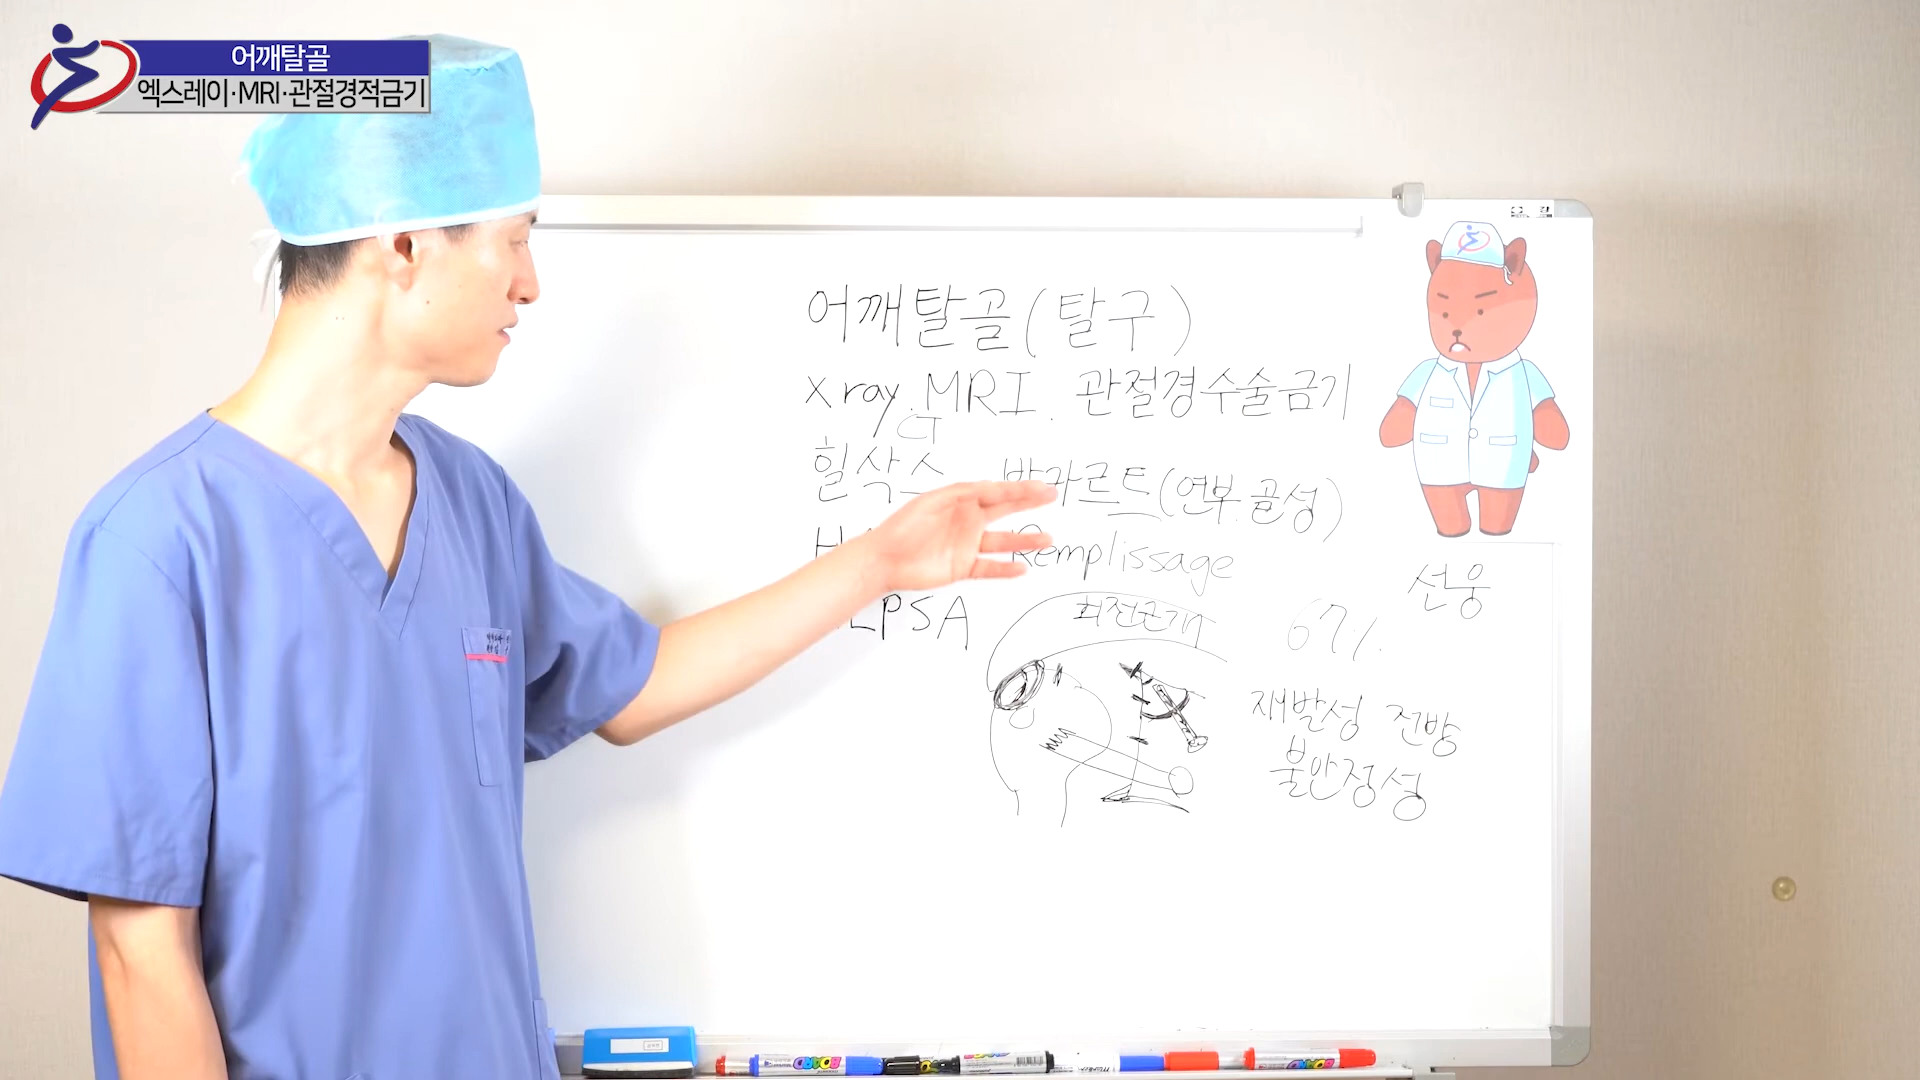 어깨탈골
엑스레이·MRI·관절경적금기
어깨탈골(탈구)
X ray. MRI. 관절경수술금기
CT
힐삭스 방카르트(연부.골성)
Remplissage
ALPSA
회전근개
67%.
선웅
재발성 전방
불안정성
BOARD